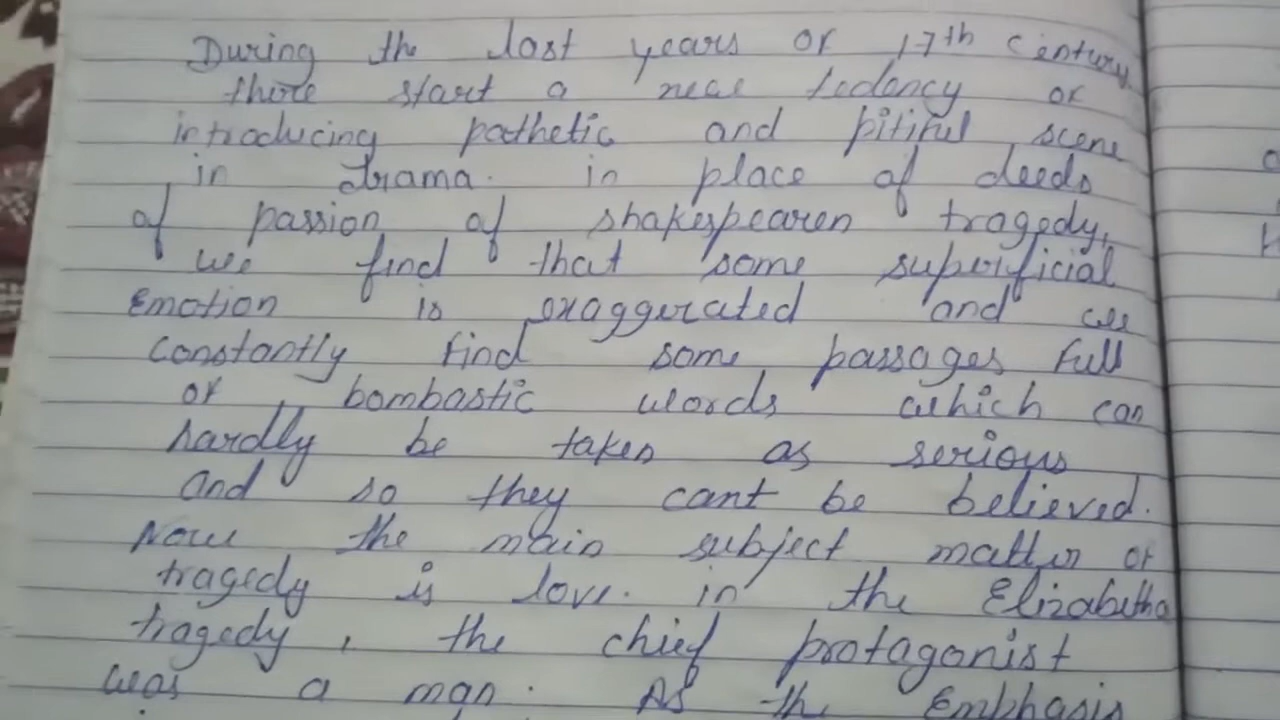 During the last years of 17th century
there start a new tedency of
introducing pathetic and pitiful scene
in drama. in place of deeds
of passion of shakespearen tragedy,
we find that some superficial
Emotion is exaggerated and we
constantly find some passages full
of bombastic words which can
hardly be taken as serious
and so they cant be believed.
Now the main subject matter of
tragedy is love. in the Elizabetha
tragedy, the chief protagonist
was a man. As the Emphasis